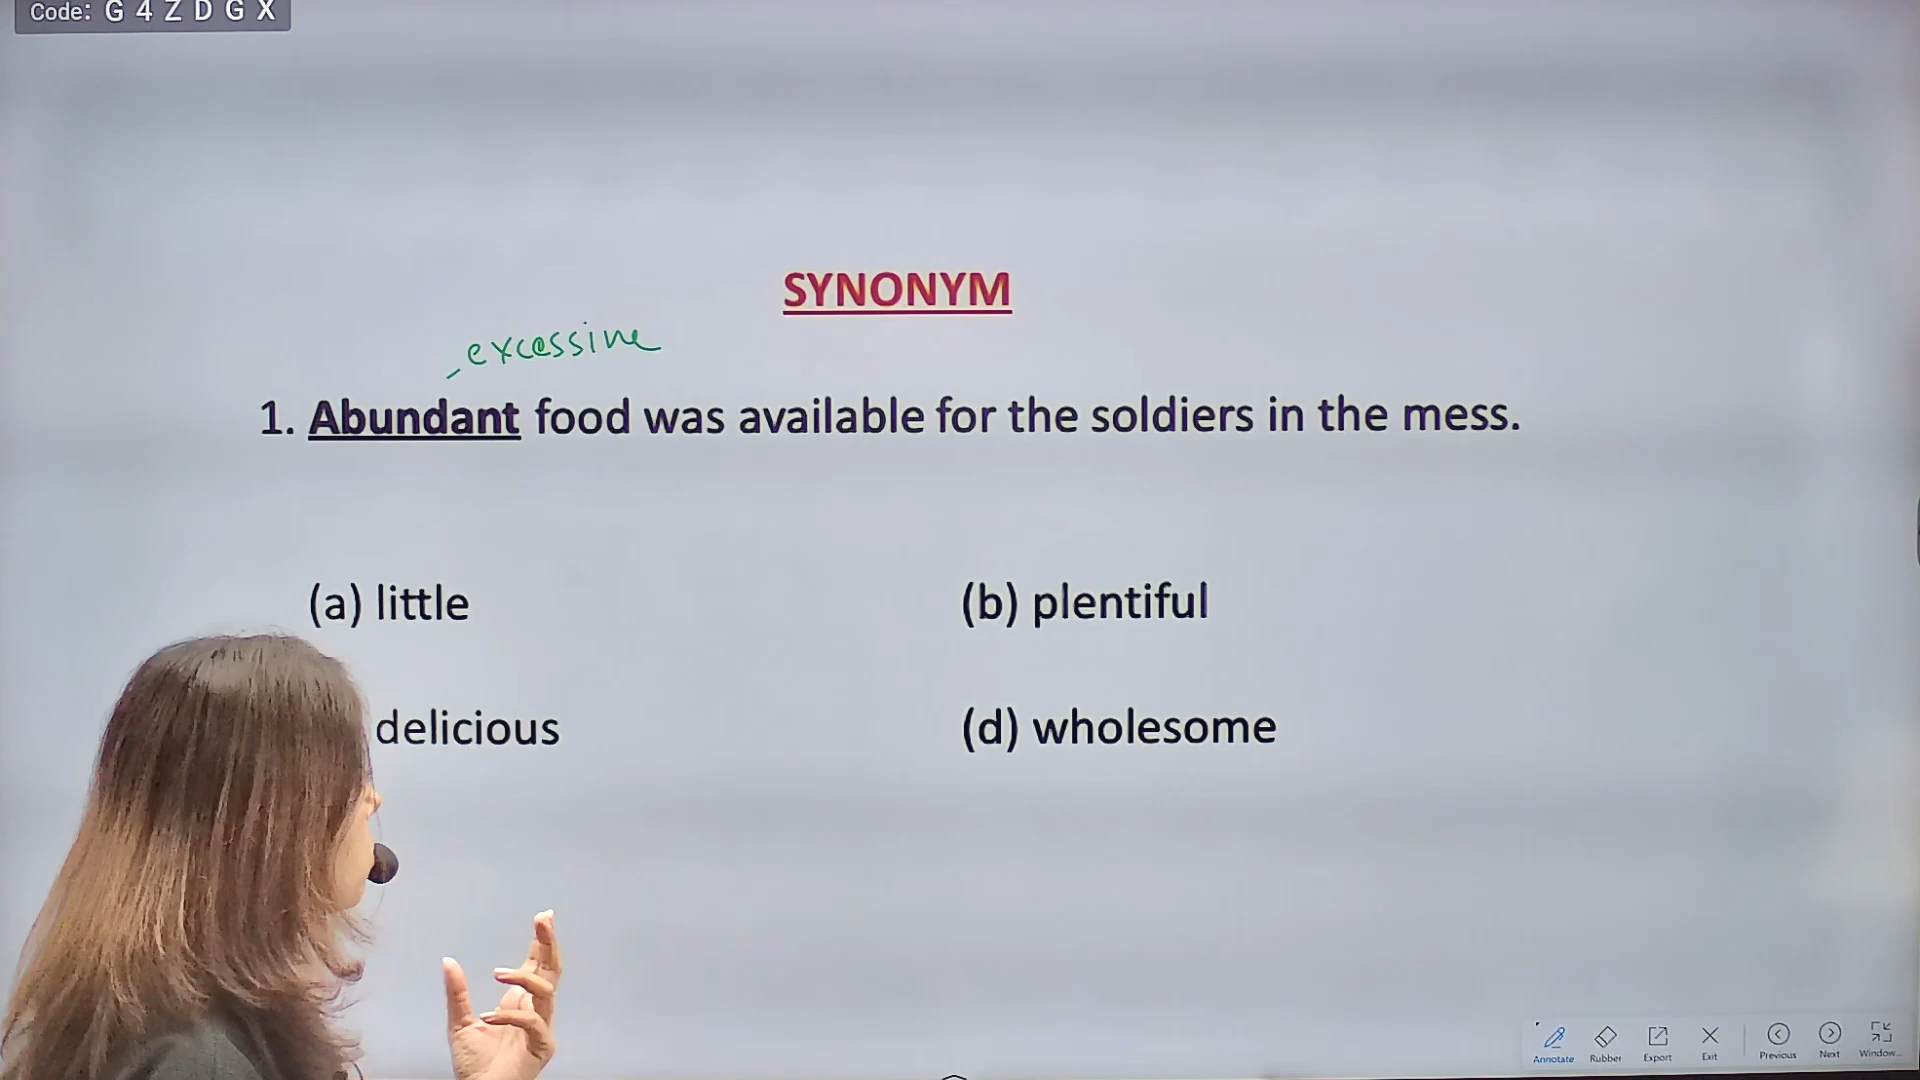 Code: G 4 Z D G X
SYNONYM
excessive
1. Abundant food was available for the soldiers in the mess.
(a) little
(b) plentiful
delicious
(d) wholesome
Annotate Rubber Export Exit Previous Next Window...